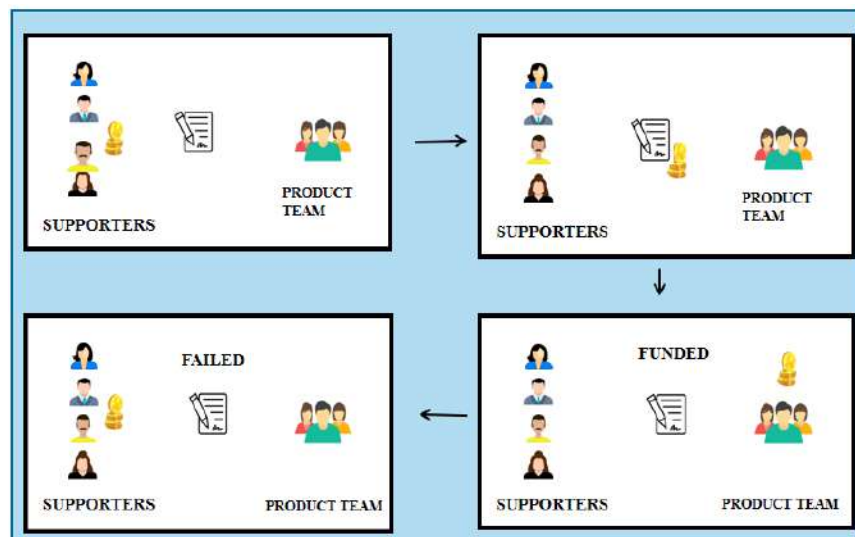 PRODUCT
TEAM
SUPPORTERS
PRODUCT
TEAM
SUPPORTERS
FAILED
SUPPORTERS
PRODUCT TEAM
FUNDED
SUPPORTERS
PRODUCT TEAM